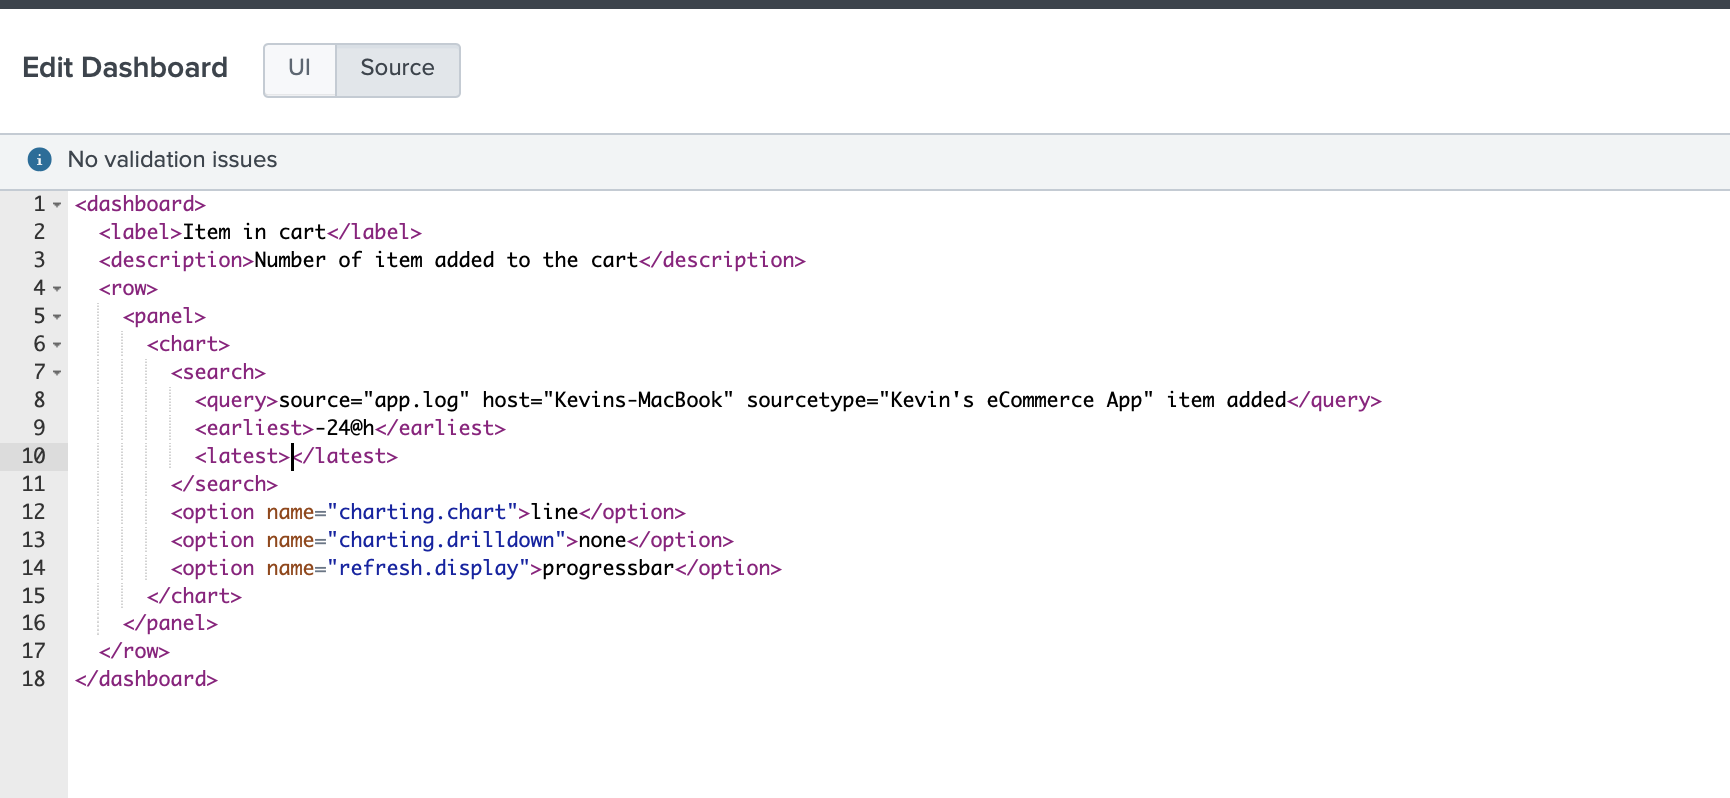 Edit Dashboard UI Source
i No validation issues
1 <dashboard>
2 <label>Item in cart</label>
3 <description>Number of item added to the cart</description>
4 <row>
5 <panel>
6 <chart>
7 <search>
8 <query>source="app.log" host="Kevins-MacBook" sourcetype="Kevin's eCommerce App" item added</query>
9 <earliest>-24@h</earliest>
10 <latest></latest>
11 </search>
12 <option name="charting.chart">line</option>
13 <option name="charting.drilldown">none</option>
14 <option name="refresh.display">progressbar</option>
15 </chart>
16 </panel>
17 </row>
18 </dashboard>